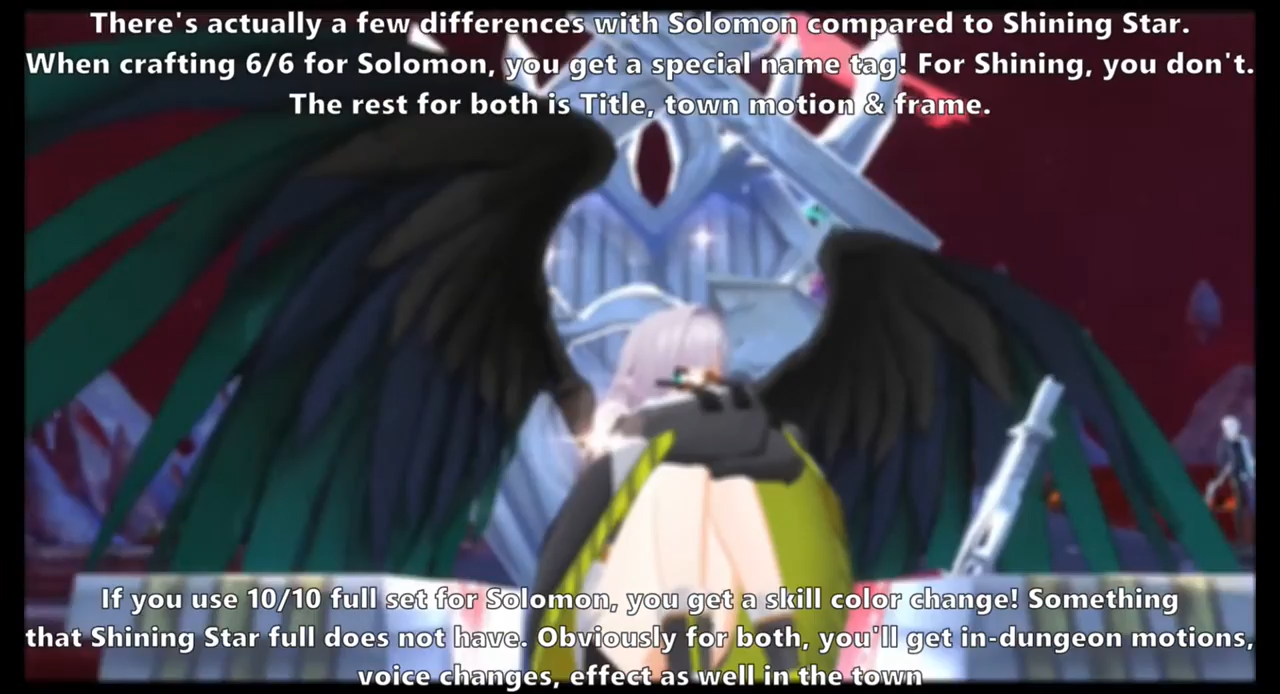 There's actually a few differences with Solomon compared to Shining Star.
When crafting 6/6 for Solomon, you get a special name tag! For Shining, you don't.
The rest for both is Title, town motion & frame.
If you use 10/10 full set for Solomon, you get a skill color change! Something
that Shining Star full does not have. Obviously for both, you'll get in-dungeon motions,
voice changes, effect as well in the town